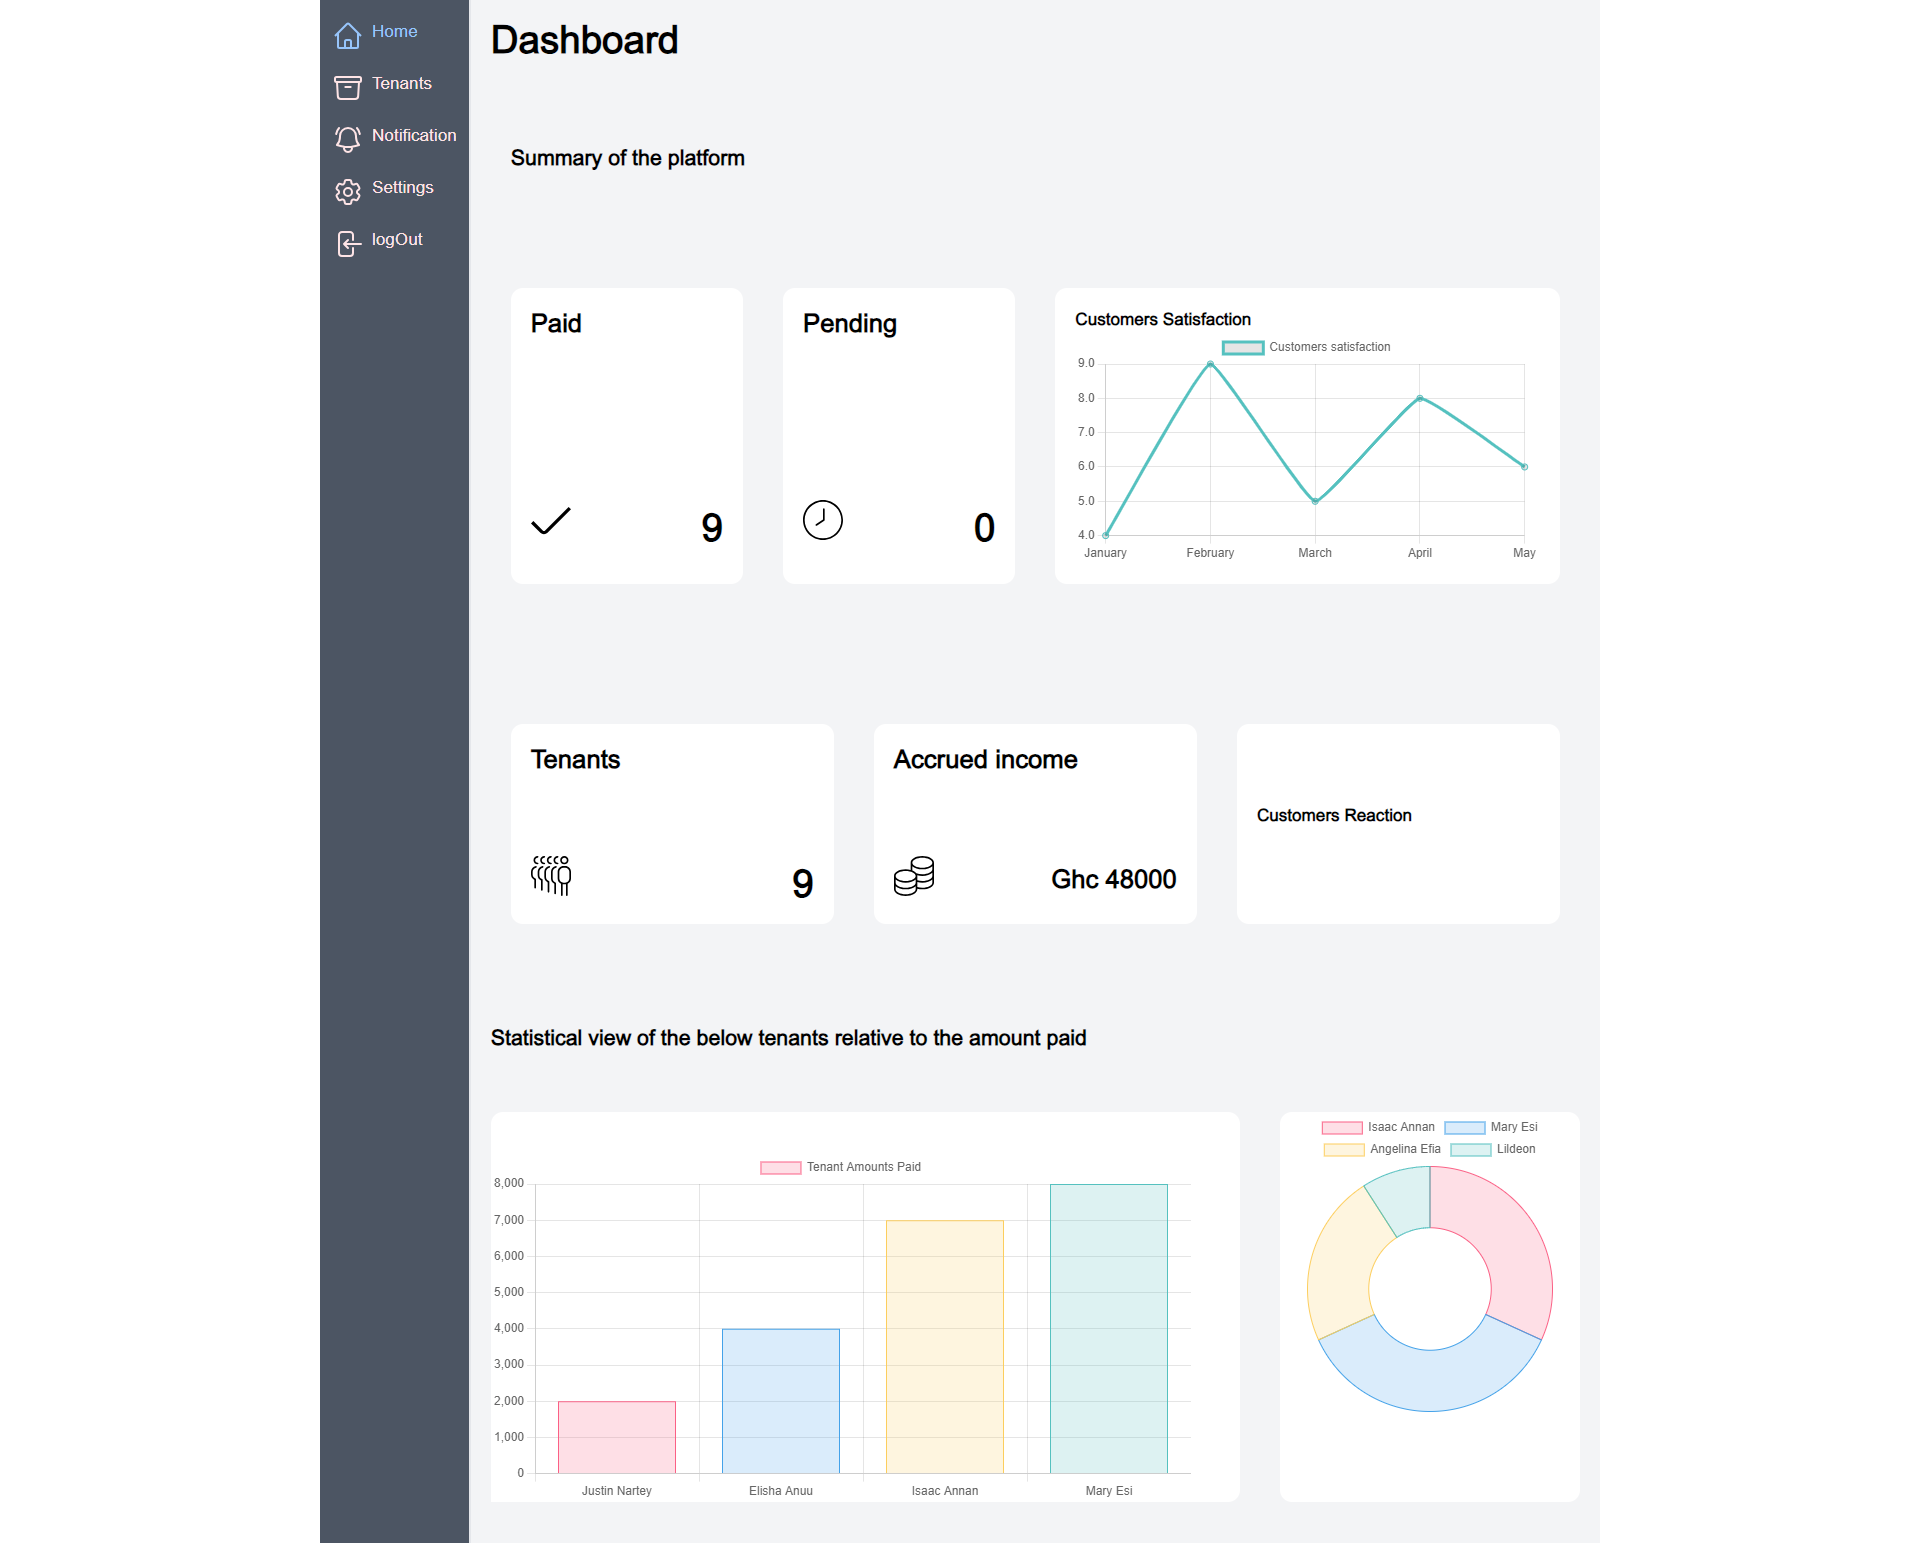 Home
Tenants
Notification
Settings
logOut
Dashboard
Summary of the platform
Paid
9
Pending
0
Customers Satisfaction
Customers satisfaction
9.0
8.0
7.0
6.0
5.0
4.0
January February March April May
Tenants
9
Accrued income
Ghc 48000
Customers Reaction
Statistical view of the below tenants relative to the amount paid
Tenant Amounts Paid
8,000
7,000
6,000
5,000
4,000
3,000
2,000
1,000
0
Justin Nartey Elisha Anuu Isaac Annan Mary Esi
Isaac Annan Mary Esi
Angelina Efia Lildeon